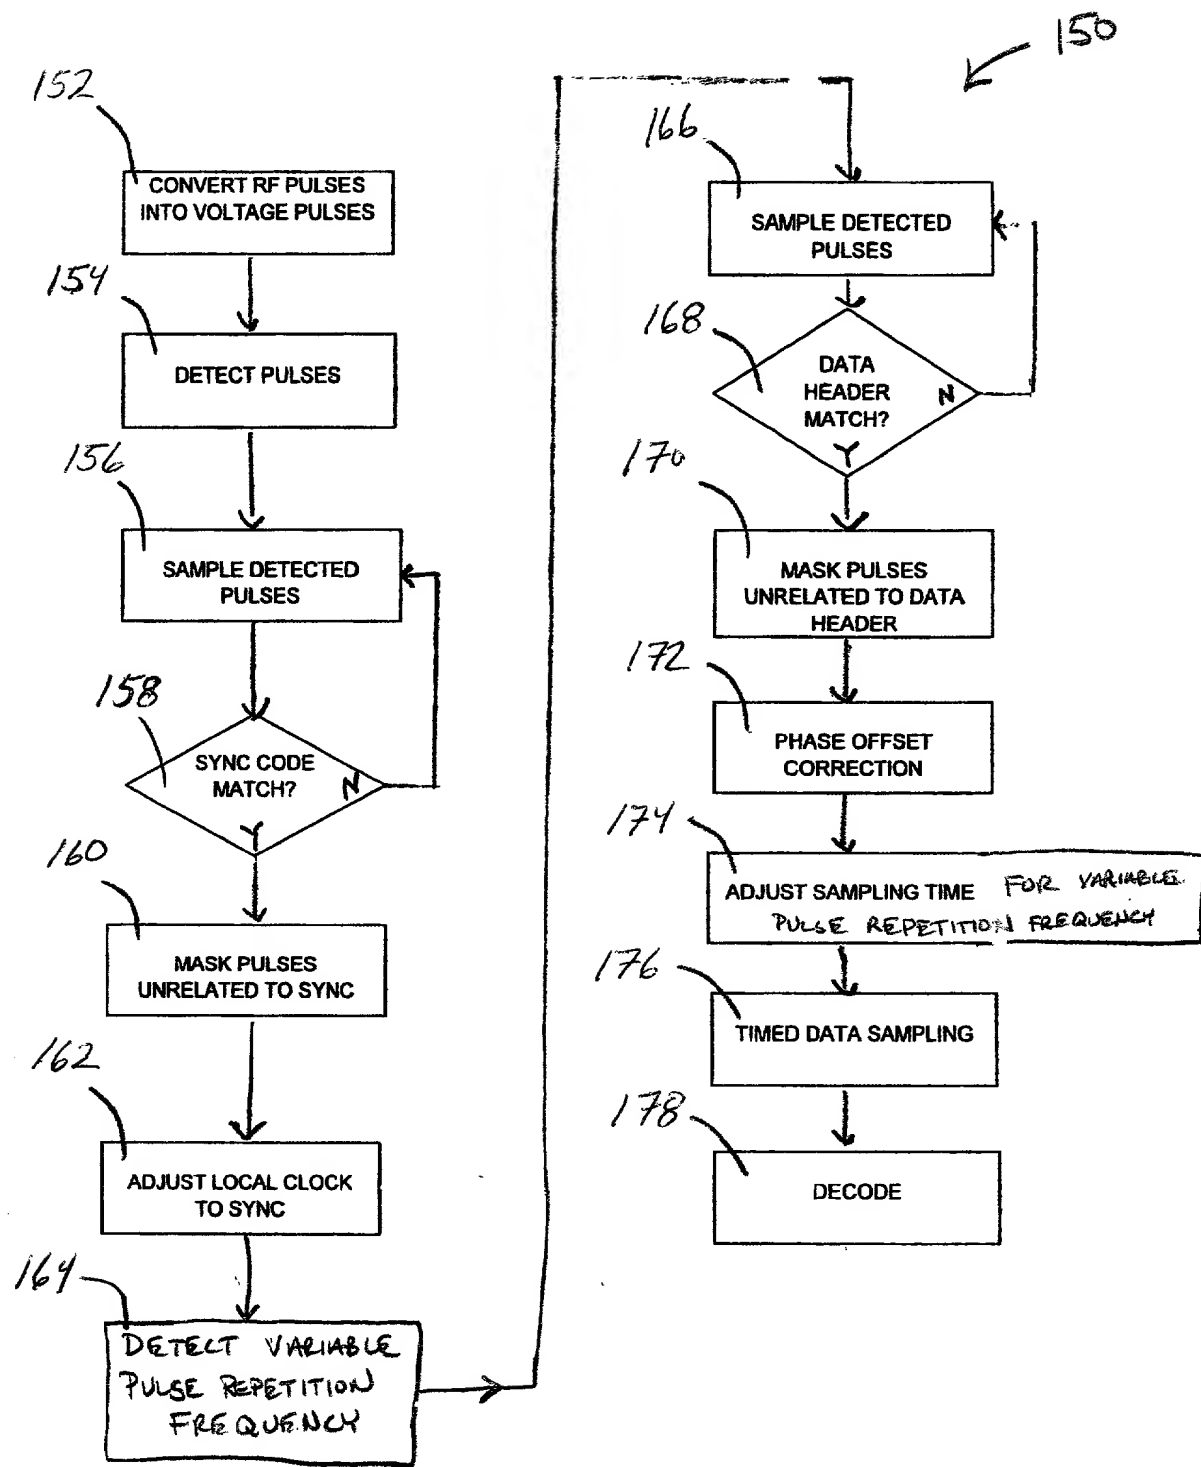 150
152
CONVERT RF PULSES
INTO VOLTAGE PULSES
154
DETECT PULSES
156
SAMPLE DETECTED
PULSES
158
SYNC CODE
MATCH?
N
Y
160
MASK PULSES
UNRELATED TO SYNC
162
ADJUST LOCAL CLOCK
TO SYNC
164
DETECT VARIABLE
PULSE REPETITION
FREQUENCY
166
SAMPLE DETECTED
PULSES
168
DATA
HEADER
MATCH?
N
Y
170
MASK PULSES
UNRELATED TO DATA
HEADER
172
PHASE OFFSET
CORRECTION
174
ADJUST SAMPLING TIME FOR VARIABLE
PULSE REPETITION FREQUENCY
176
TIMED DATA SAMPLING
178
DECODE